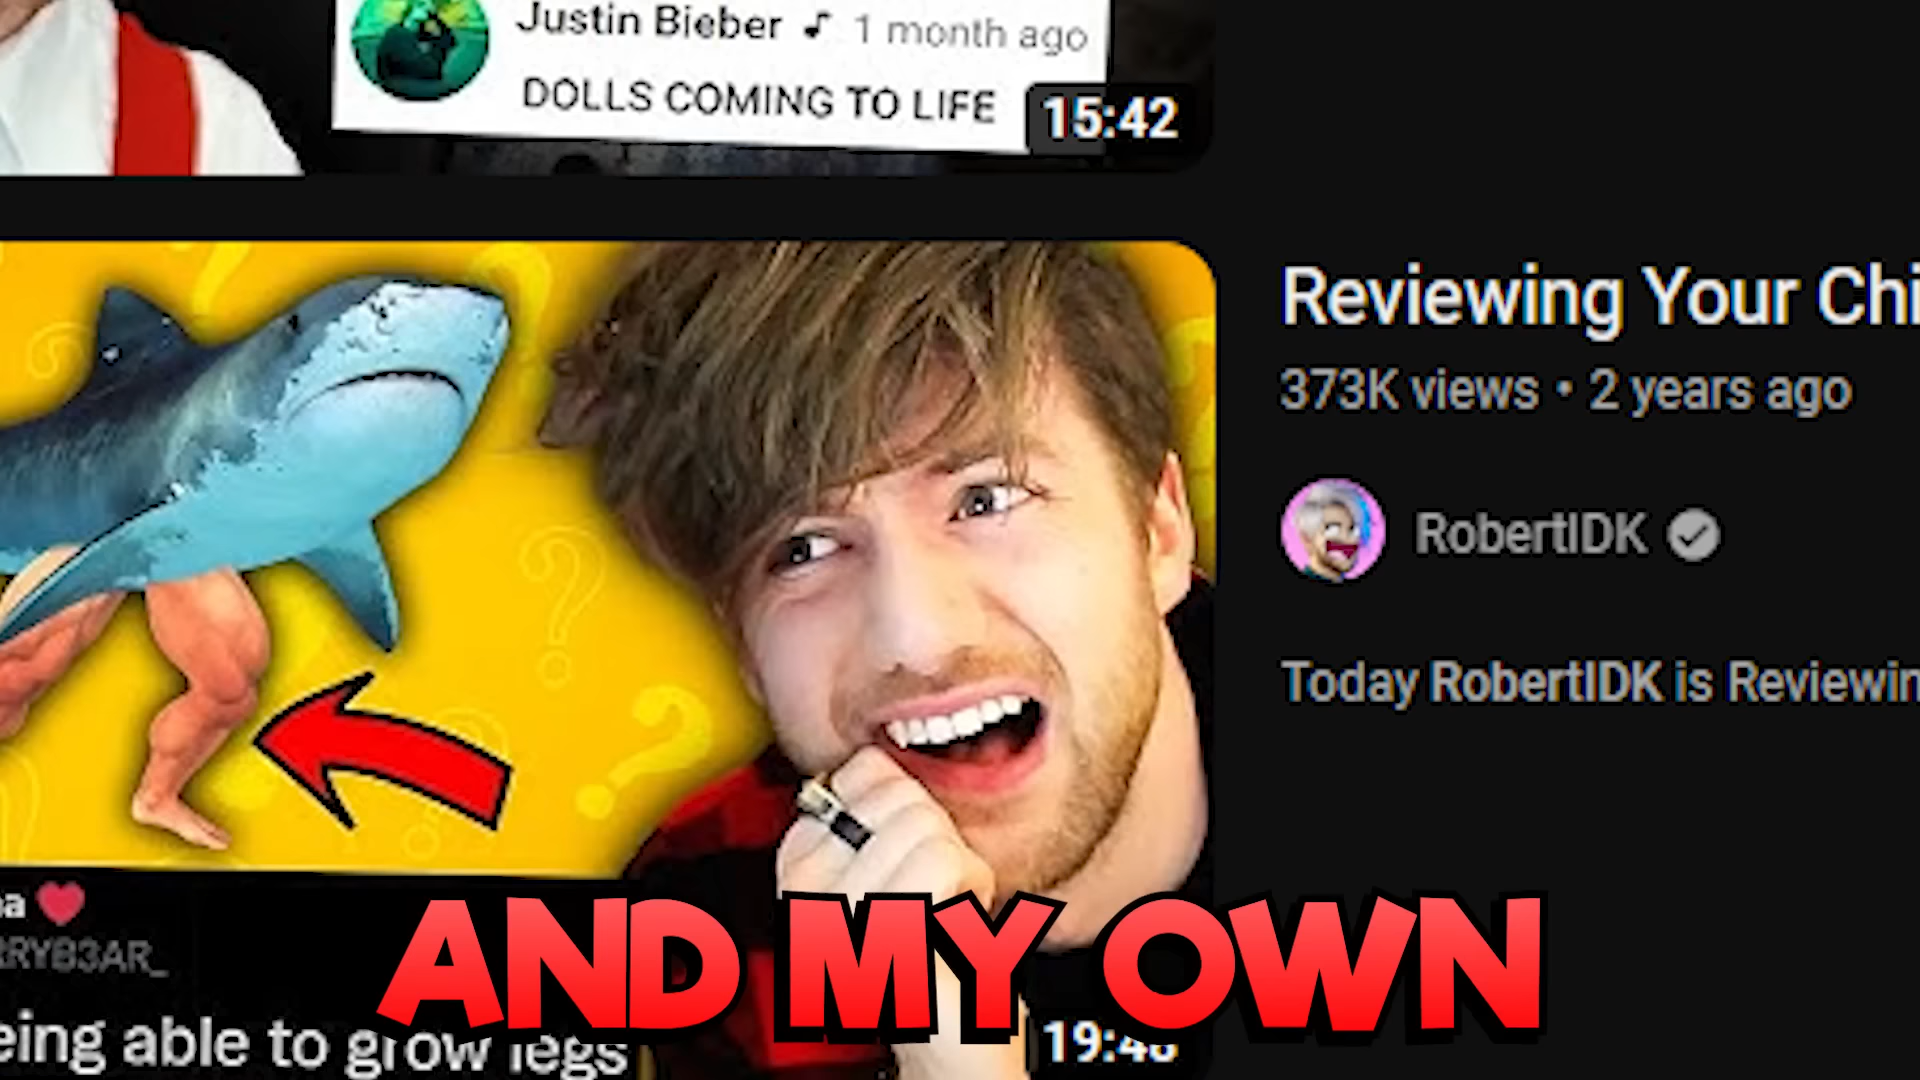 Justin Bieber ♪ 1 month ago
DOLLS COMING TO LIFE
15:42
Reviewing Your Chi
373K views • 2 years ago
RobertIDK
Today RobertIDK is Reviewin
a ❤
RYB3AR_
eing able to grow legs
AND MY OWN
19:48